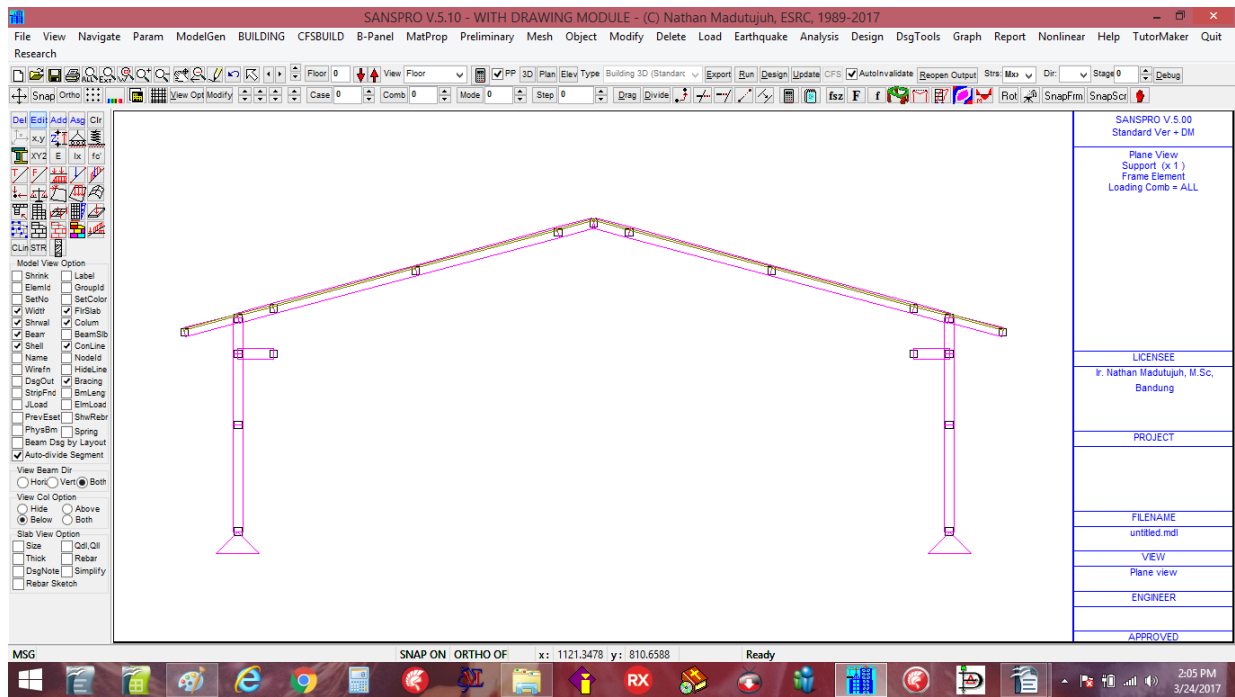 SANSPRO V.5.10 - WITH DRAWING MODULE - (C) Nathan Madutujuh, ESRC, 1989-2017
File View Navigate Param ModelGen BUILDING CFSBUILD B-Panel MatProp Preliminary Mesh Object Modify Delete Load Earthquake Analysis Design DsgTools Graph Report Nonlinear Help TutorMaker Quit
Research
Floor 0 View Floor PP 3D Plan Elev Type Building 3D (Standarc Export Run Design Update CFS AutoInvalidate Reopen Output Strs: Mxx Dir: Stage 0 Debug
Snap Ortho View Opt Modify Case 0 Comb 0 Mode 0 Step 0 Drag Divide fsz F f Rot SnapFrm SnapScr
Del Edit Add Asg Clr
x,y
XY2 E Ix fc'
CLin STR
Model View Option
Shrink Label
ElemId GroupId
SetNo SetColor
Width FlrSlab
Shrwal Colum
Beam BeamSlb
Shell ConLine
Name NodeId
Wirefn HideLine
DsgOut Bracing
StripFnd BmLeng
JLoad ElmLoad
PrevEset ShwRebr
PhysBm Spring
Beam Dsg by Layout
Auto-divide Segment
View Beam Dir
Hori Vert Both
View Col Option
Hide Above
Below Both
Slab View Option
Size Qdl,Qll
Thick Rebar
DsgNote Simplify
Rebar Sketch
SANSPRO V.5.00
Standard Ver + DM
Plane View
Support (x 1 )
Frame Element
Loading Comb = ALL
LICENSEE
Ir. Nathan Madutujuh, M.Sc,
Bandung
PROJECT
FILENAME
untitled.mdl
VIEW
Plane view
ENGINEER
APPROVED
MSG SNAP ON ORTHO OF x: 1121.3478 y: 810.6588 Ready
RX
2:05 PM
3/24/2017